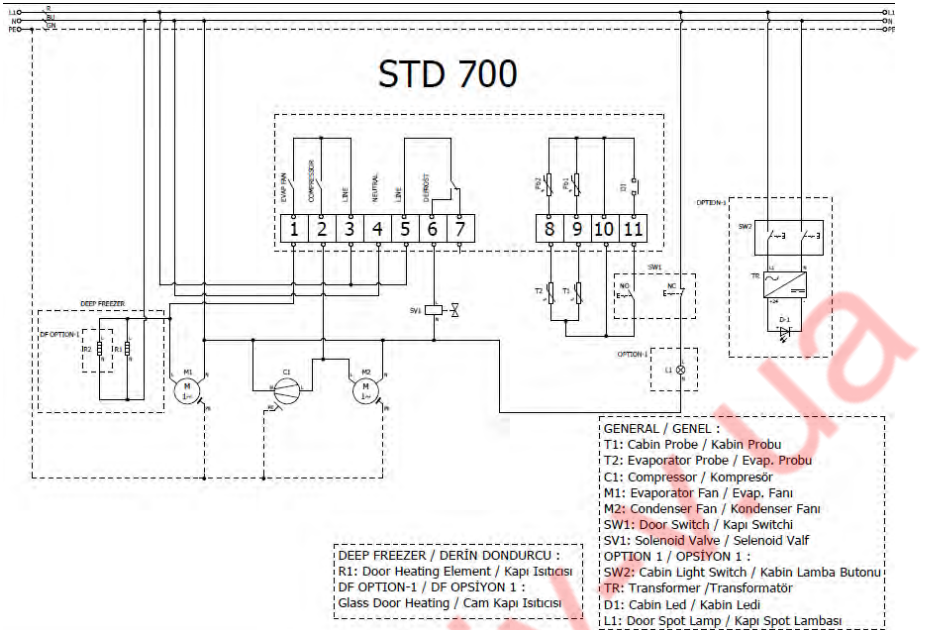 L1 R L1
N BU N
PE GN PE
STD 700
EVAP FAN
COMPRESSOR
LINE
NEUTRAL
LINE
DEFROST
Pb2
Pb1
D1
1 2 3 4 5 6 7
8 9 10 11
OPTION-1
SW2
TR
D-1
SW1
NO
NC
T2
T1
SV1
DEEP FREEZER
DF OPTION-1
R2
R1
L
N
M1
M
1~
C1
M2
M
1~
OPTION-1
L1
GENERAL / GENEL :
T1: Cabin Probe / Kabin Probu
T2: Evaporator Probe / Evap. Probu
C1: Compressor / Kompresör
M1: Evaporator Fan / Evap. Fanı
M2: Condenser Fan / Kondenser Fanı
SW1: Door Switch / Kapı Switchi
SV1: Solenoid Valve / Selenoid Valf
OPTION 1 / OPSİYON 1 :
SW2: Cabin Light Switch / Kabin Lamba Butonu
TR: Transformer /Transformatör
D1: Cabin Led / Kabin Ledi
L1: Door Spot Lamp / Kapı Spot Lambası
DEEP FREEZER / DERİN DONDURCU :
R1: Door Heating Element / Kapı Isıtıcısı
DF OPTION-1 / DF OPSİYON 1 :
Glass Door Heating / Cam Kapı Isıtıcısı